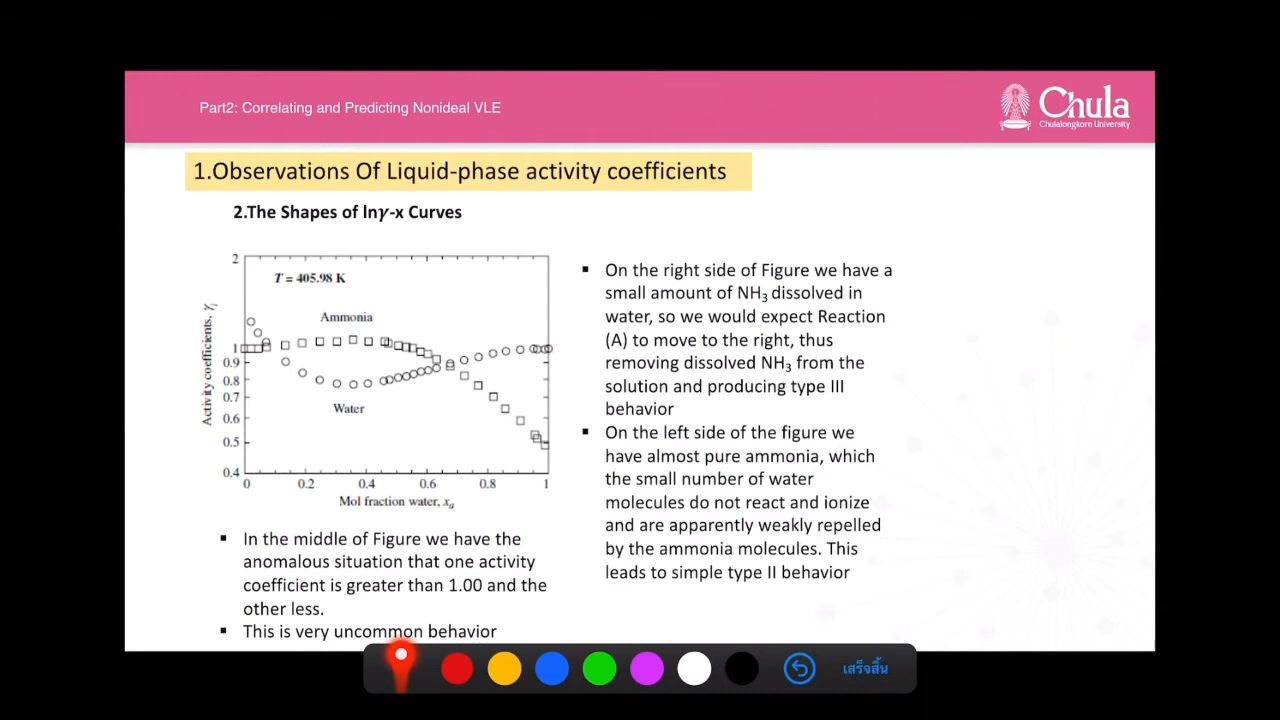 Part2: Correlating and Predicting Nonideal VLE
Chula
Chulalongkorn University
1.Observations Of Liquid-phase activity coefficients
2.The Shapes of lnγ-x Curves
2
T = 405.98 K
Ammonia
1
0.9
0.8
0.7
0.6
0.5
0.4
Water
Activity coefficients, γᵢ
0 0.2 0.4 0.6 0.8 1
Mol fraction water, xₐ
▪ In the middle of Figure we have the
anomalous situation that one activity
coefficient is greater than 1.00 and the
other less.
▪ This is very uncommon behavior
▪ On the right side of Figure we have a
small amount of NH₃ dissolved in
water, so we would expect Reaction
(A) to move to the right, thus
removing dissolved NH₃ from the
solution and producing type III
behavior
▪ On the left side of the figure we
have almost pure ammonia, which
the small number of water
molecules do not react and ionize
and are apparently weakly repelled
by the ammonia molecules. This
leads to simple type II behavior
เสร็จสิ้น